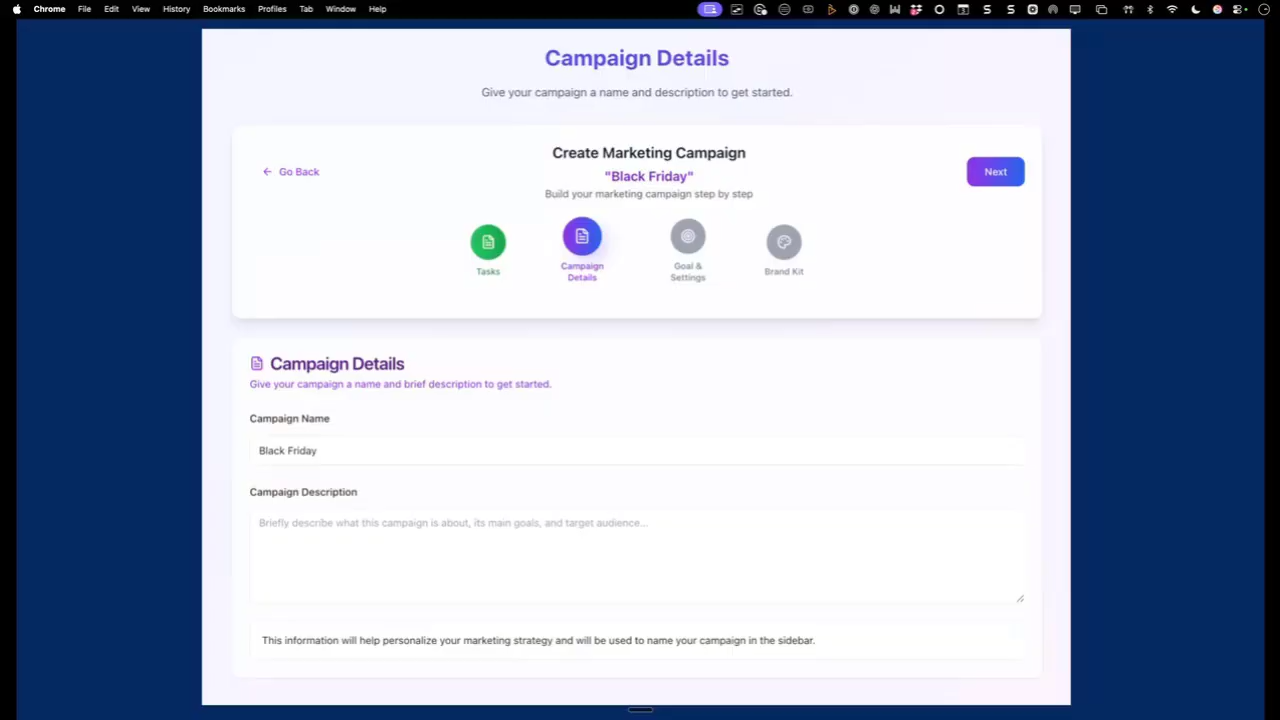 Chrome File Edit View History Bookmarks Profiles Tab Window Help
Campaign Details
Give your campaign a name and description to get started.
Create Marketing Campaign
Go Back
"Black Friday"
Next
Build your marketing campaign step by step
Tasks
Campaign
Details
Goal &
Settings
Brand Kit
Campaign Details
Give your campaign a name and brief description to get started.
Campaign Name
Black Friday
Campaign Description
Briefly describe what this campaign is about, its main goals, and target audience...
This information will help personalize your marketing strategy and will be used to name your campaign in the sidebar.